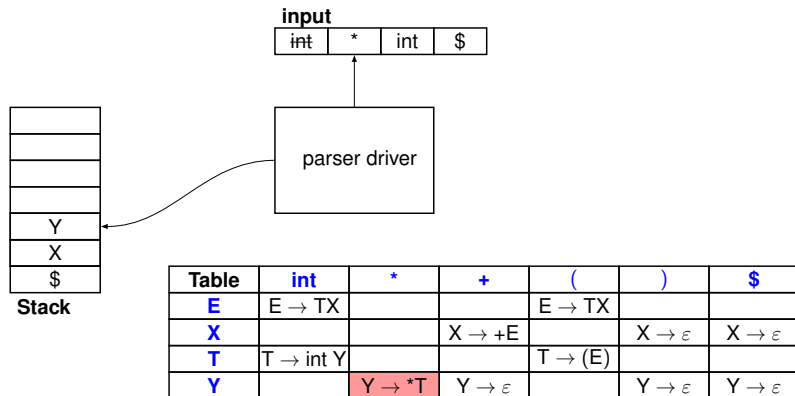 input
int * int $
parser driver
Y
X
$
Stack
Table int * + ( ) $
E E → TX E → TX
X X → +E X → ε X → ε
T T → int Y T → (E)
Y Y → *T Y → ε Y → ε Y → ε